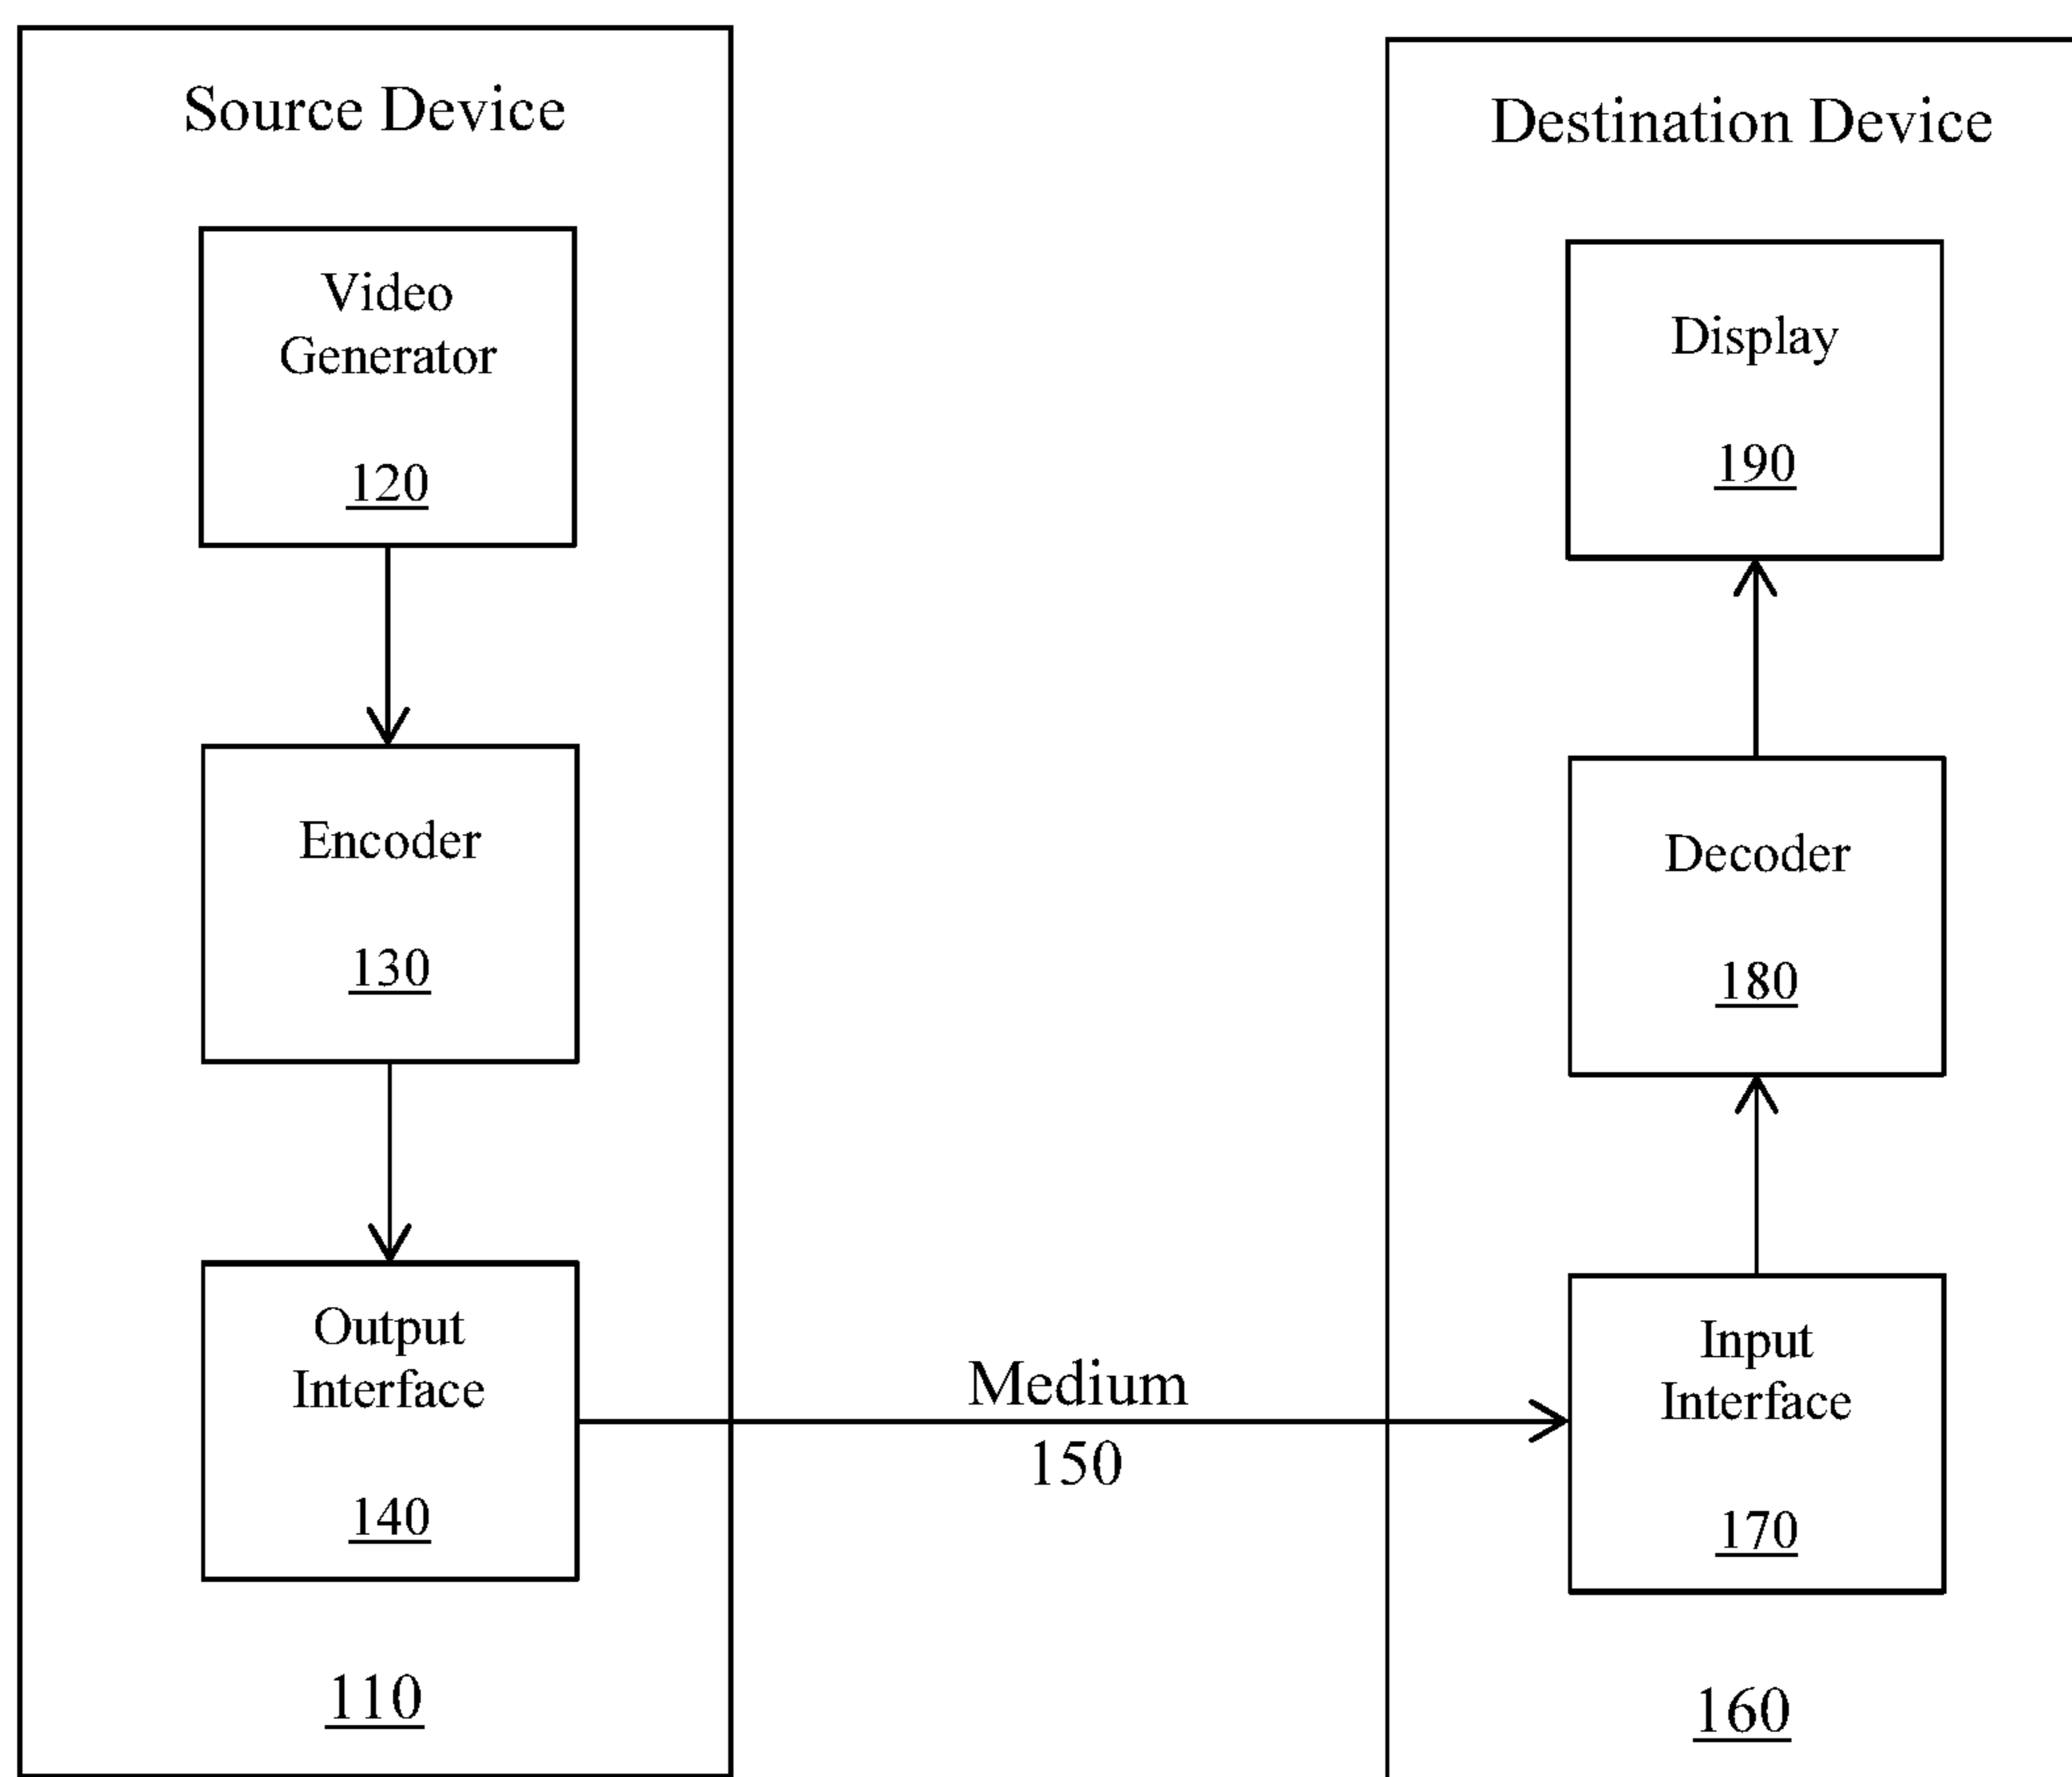 Source Device
Video
Generator
120
Encoder
130
Output
Interface
140
110
Medium
150
Destination Device
Display
190
Decoder
180
Input
Interface
170
160